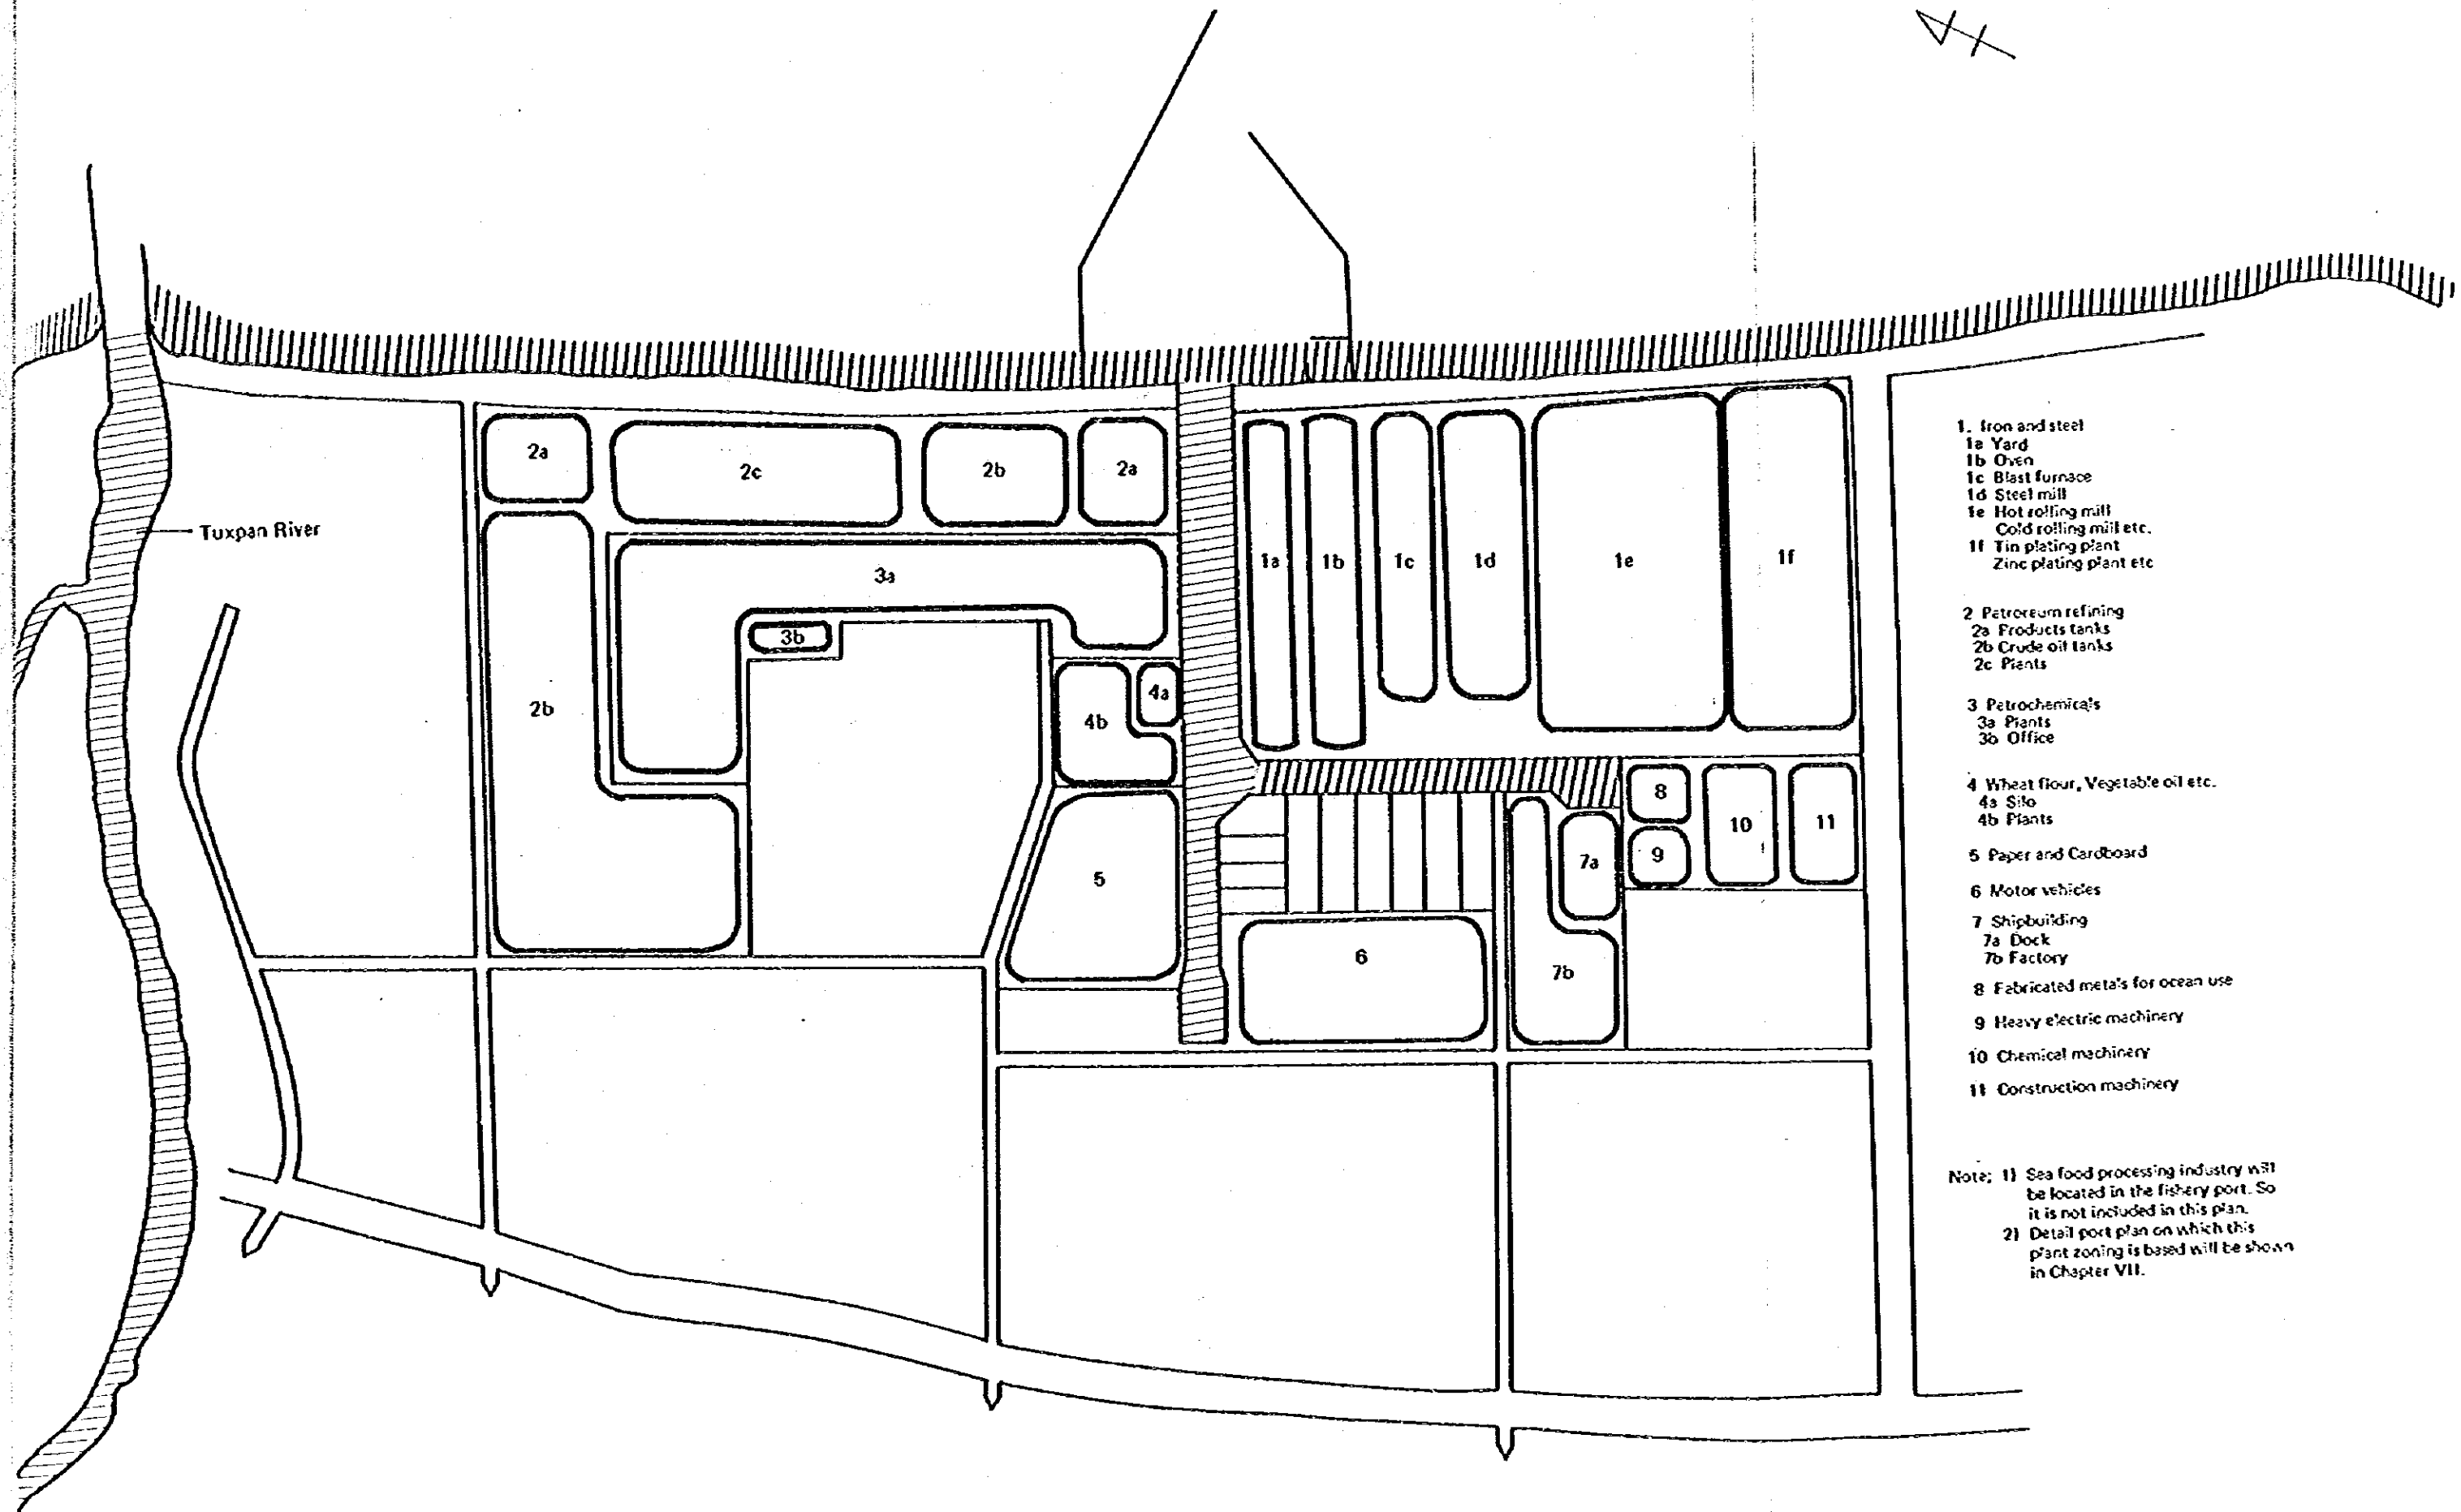 2a
2c
2b
2a
Tuxpan River
3a
3b
2b
4a
4b
5
1a
1b
1c
1d
1e
1f
8
9
10
11
7a
7b
6
1. Iron and steel
1a Yard
1b Oven
1c Blast furnace
1d Steel mill
1e Hot rolling mill
Cold rolling mill etc.
1f Tin plating plant
Zinc plating plant etc
2 Petroreum refining
2a Products tanks
2b Crude oil tanks
2c Plants
3 Petrochemicals
3a Plants
3b Office
4 Wheat flour, Vegetable oil etc.
4a Silo
4b Plants
5 Paper and Cardboard
6 Motor vehicles
7 Shipbuilding
7a Dock
7b Factory
8 Fabricated metals for ocean use
9 Heavy electric machinery
10 Chemical machinery
11 Construction machinery
Note; 1) Sea food processing industry will
be located in the fishery port. So
it is not included in this plan.
2) Detail port plan on which this
plant zoning is based will be shown
in Chapter VII.